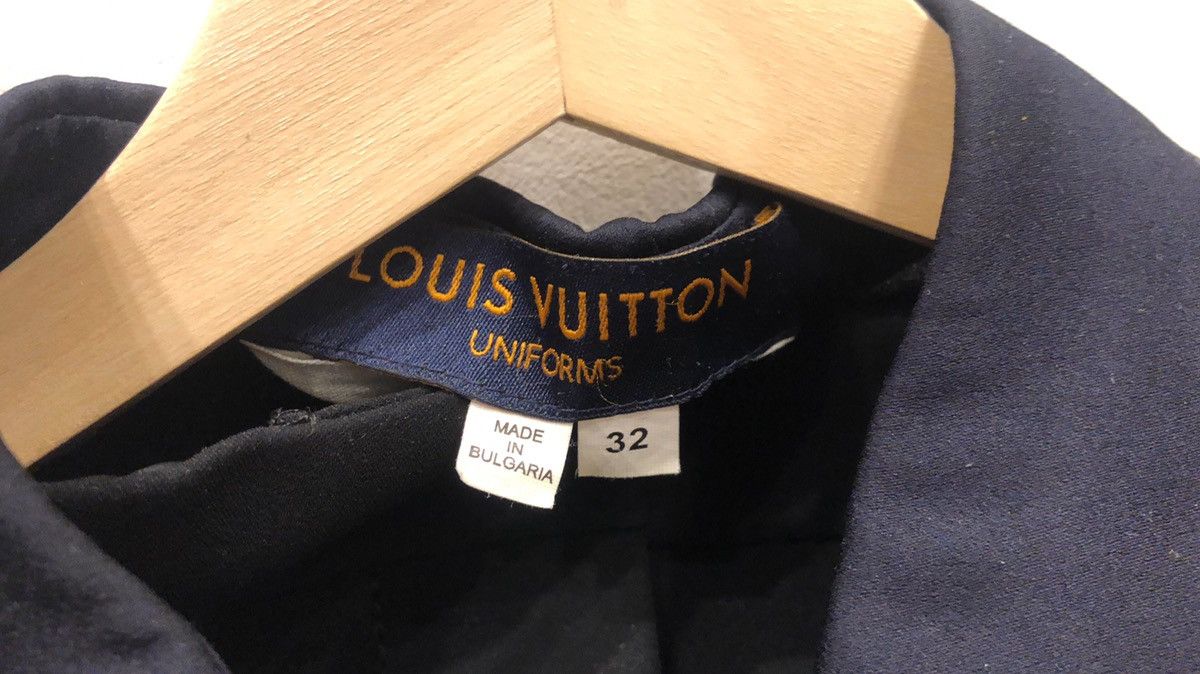 LOUIS VUITTON
UNIFORMS
MADE
IN
BULGARIA
32